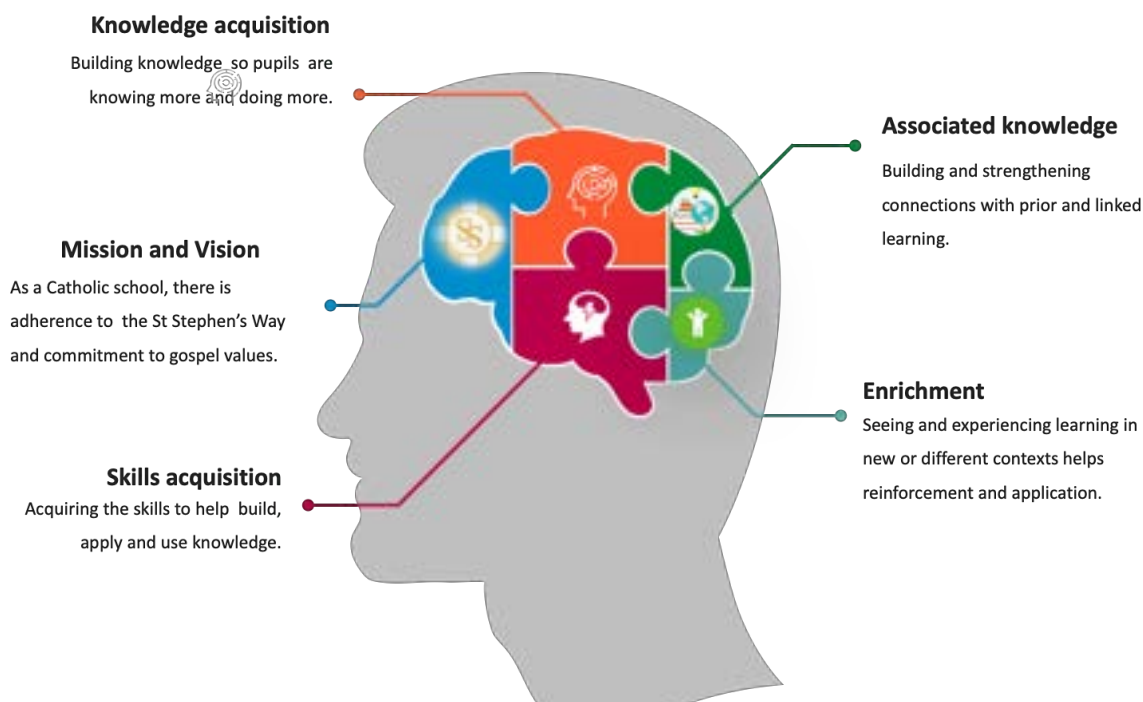 Knowledge acquisition
Building knowledge so pupils are
knowing more and doing more.
Associated knowledge
Building and strengthening
connections with prior and linked
learning.
Mission and Vision
As a Catholic school, there is
adherence to the St Stephen's Way
and commitment to gospel values.
Enrichment
Seeing and experiencing learning in
new or different contexts helps
reinforcement and application.
Skills acquisition
Acquiring the skills to help build,
apply and use knowledge.
SS